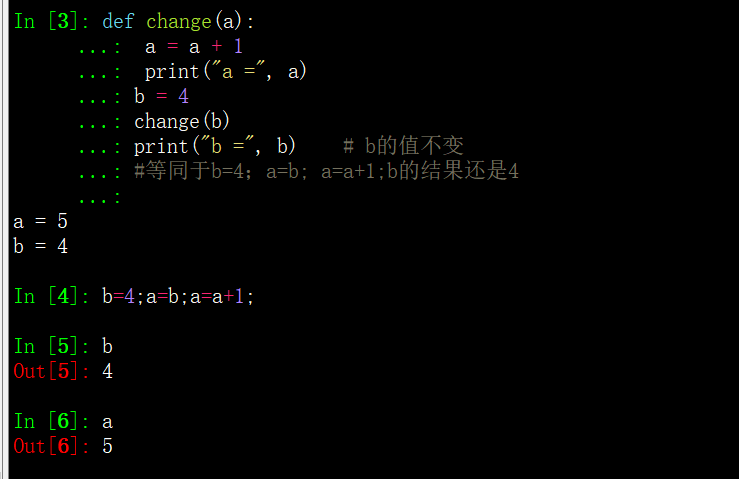 In [3]: def change(a):
...: a = a + 1
...: print("a =", a)
...: b = 4
...: change(b)
...: print("b =", b) # b的值不变
...: #等同于b=4; a=b; a=a+1;b的结果还是4
...:
a = 5
b = 4
In [4]: b=4;a=b;a=a+1;
In [5]: b
Out[5]: 4
In [6]: a
Out[6]: 5